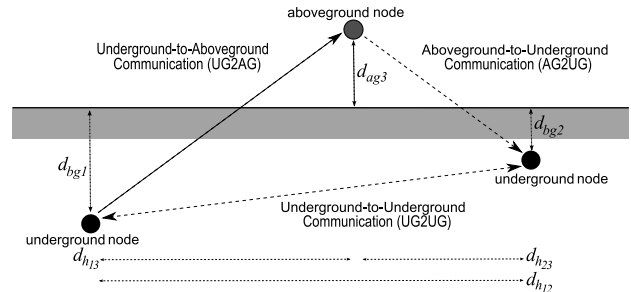 aboveground node
Underground-to-Aboveground
Communication (UG2AG)
Aboveground-to-Underground
Communication (AG2UG)
d_ag3
d_bg1
d_bg2
underground node
Underground-to-Underground
Communication (UG2UG)
underground node
d_h13
d_h23
d_h12